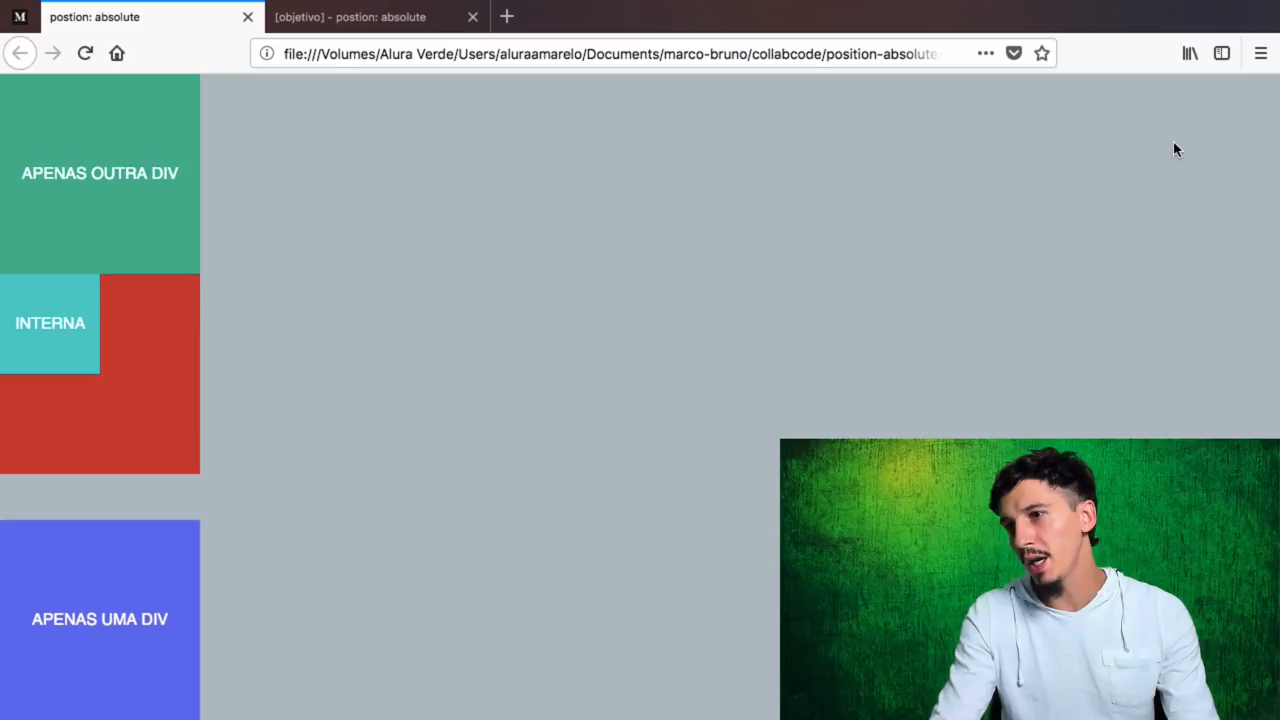 M
postion: absolute
[objetivo] - postion: absolute
file:///Volumes/Alura Verde/Users/aluraamarelo/Documents/marco-bruno/collabcode/position-absolute
APENAS OUTRA DIV
INTERNA
APENAS UMA DIV